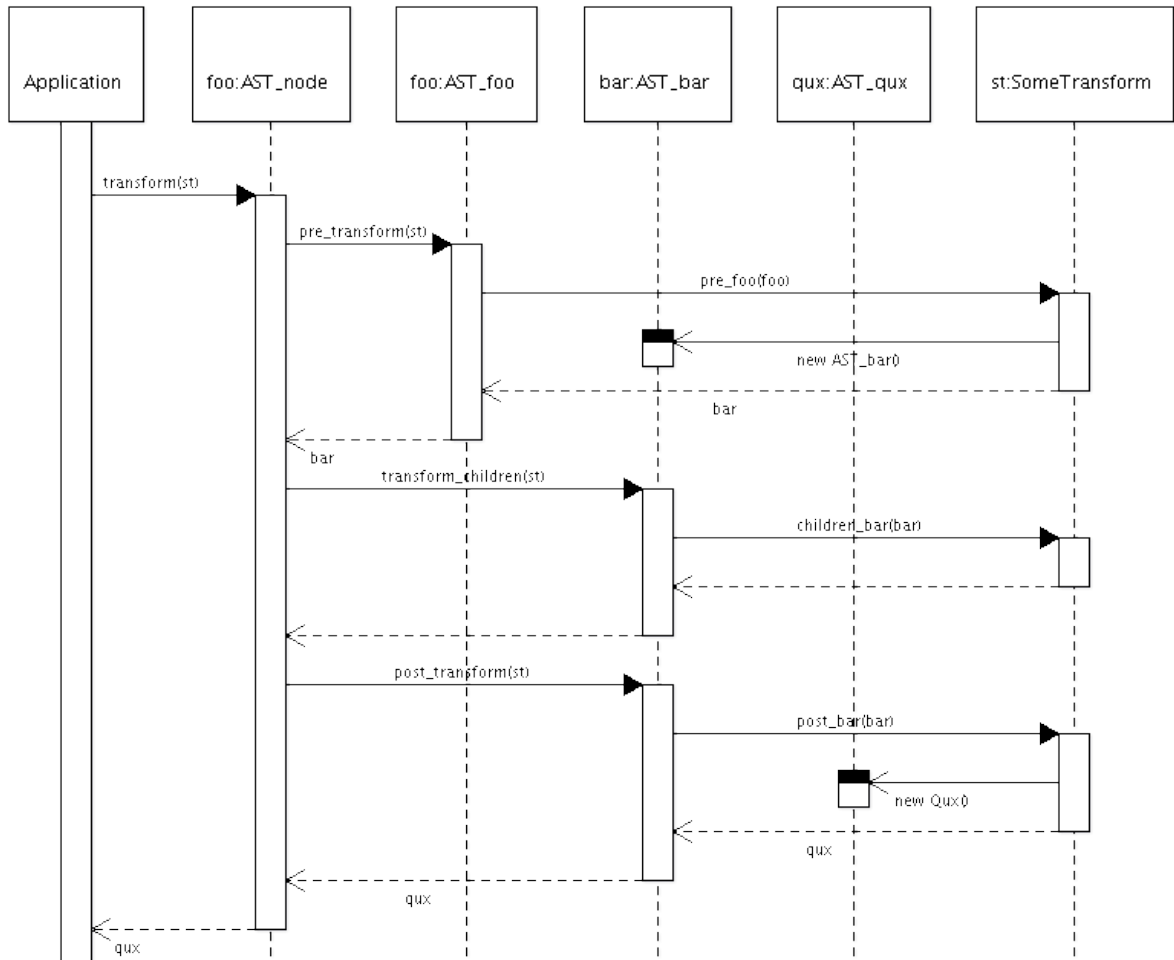 Application
foo:AST_node
foo:AST_foo
bar:AST_bar
qux:AST_qux
st:SomeTransform
transform(st)
pre_transform(st)
pre_foo(foo)
new AST_bar()
bar
bar
transform_children(st)
children_bar(bar)
post_transform(st)
post_bar(bar)
new Qux()
qux
qux
qux